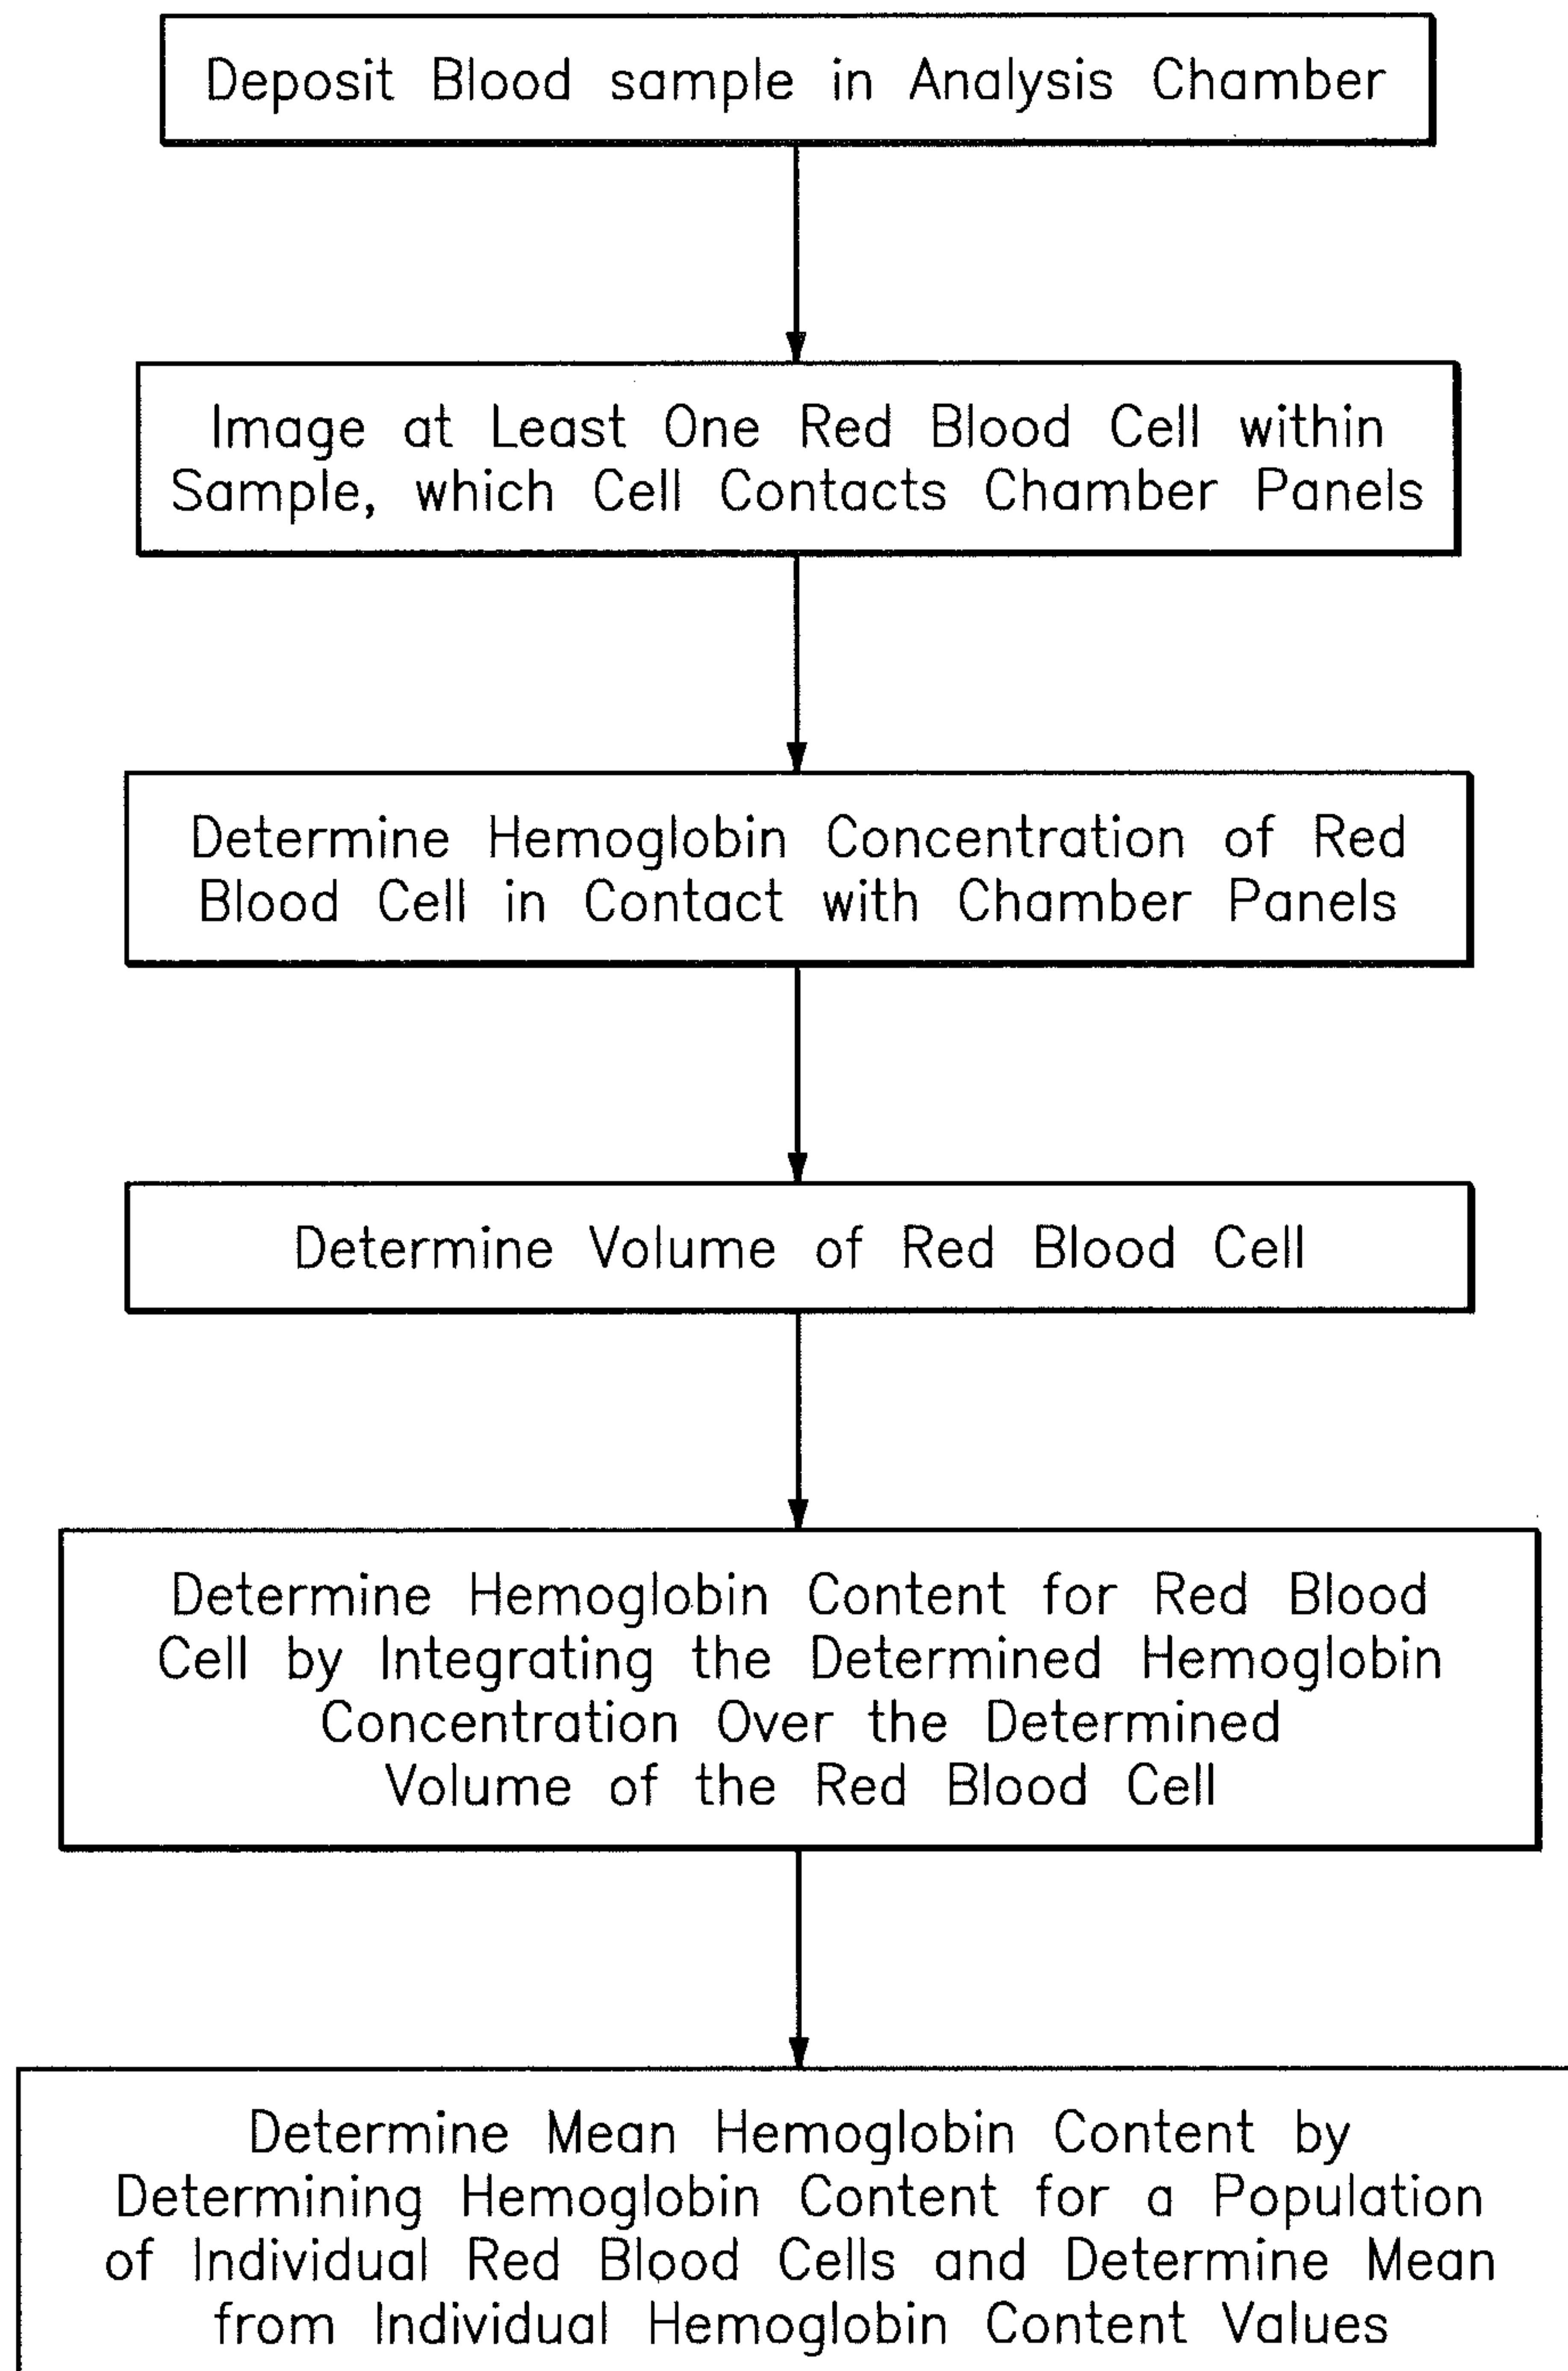 Deposit Blood sample in Analysis Chamber
Image at Least One Red Blood Cell within
Sample, which Cell Contacts Chamber Panels
Determine Hemoglobin Concentration of Red
Blood Cell in Contact with Chamber Panels
Determine Volume of Red Blood Cell
Determine Hemoglobin Content for Red Blood
Cell by Integrating the Determined Hemoglobin
Concentration Over the Determined
Volume of the Red Blood Cell
Determine Mean Hemoglobin Content by
Determining Hemoglobin Content for a Population
of Individual Red Blood Cells and Determine Mean
from Individual Hemoglobin Content Values